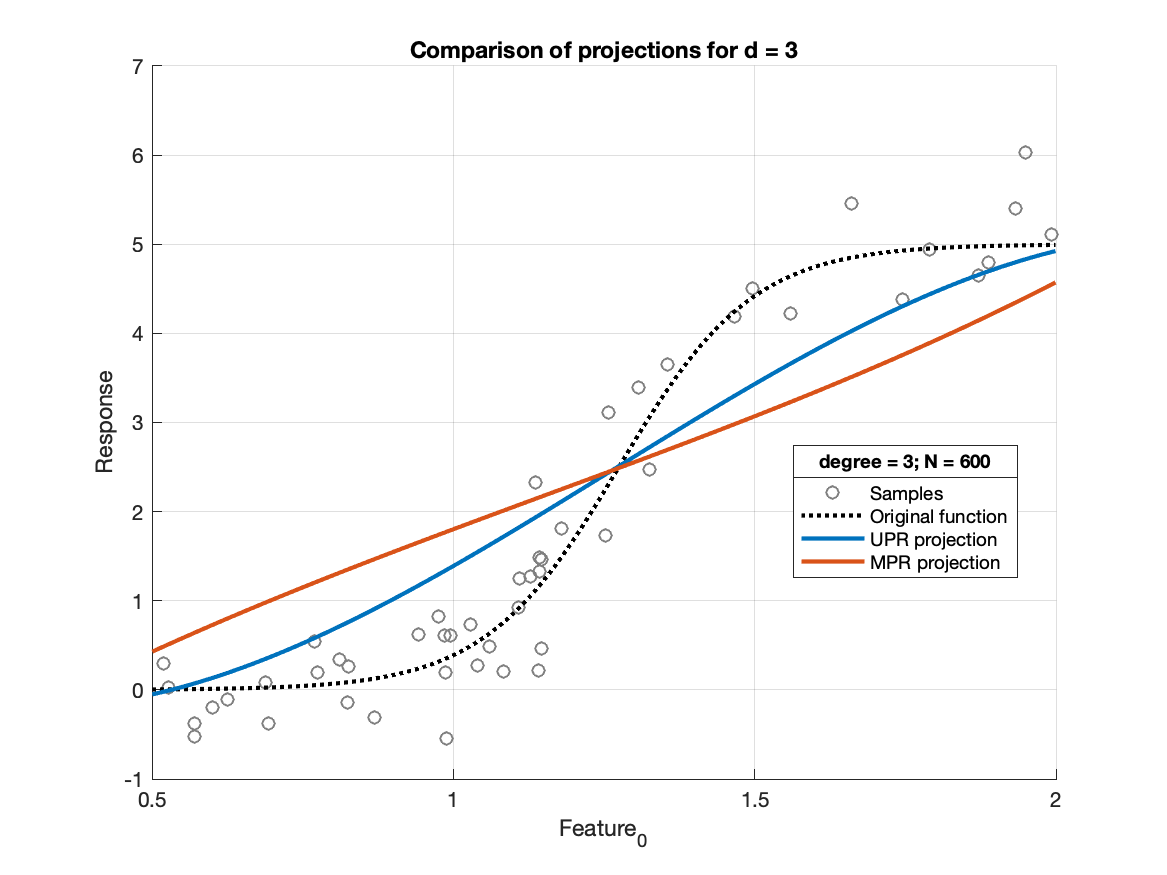 Comparison of projections for d = 3
7
6
5
4
3
2
1
0
-1
Response
0.5
1
1.5
2
Feature0
degree = 3; N = 600
Samples
Original function
UPR projection
MPR projection